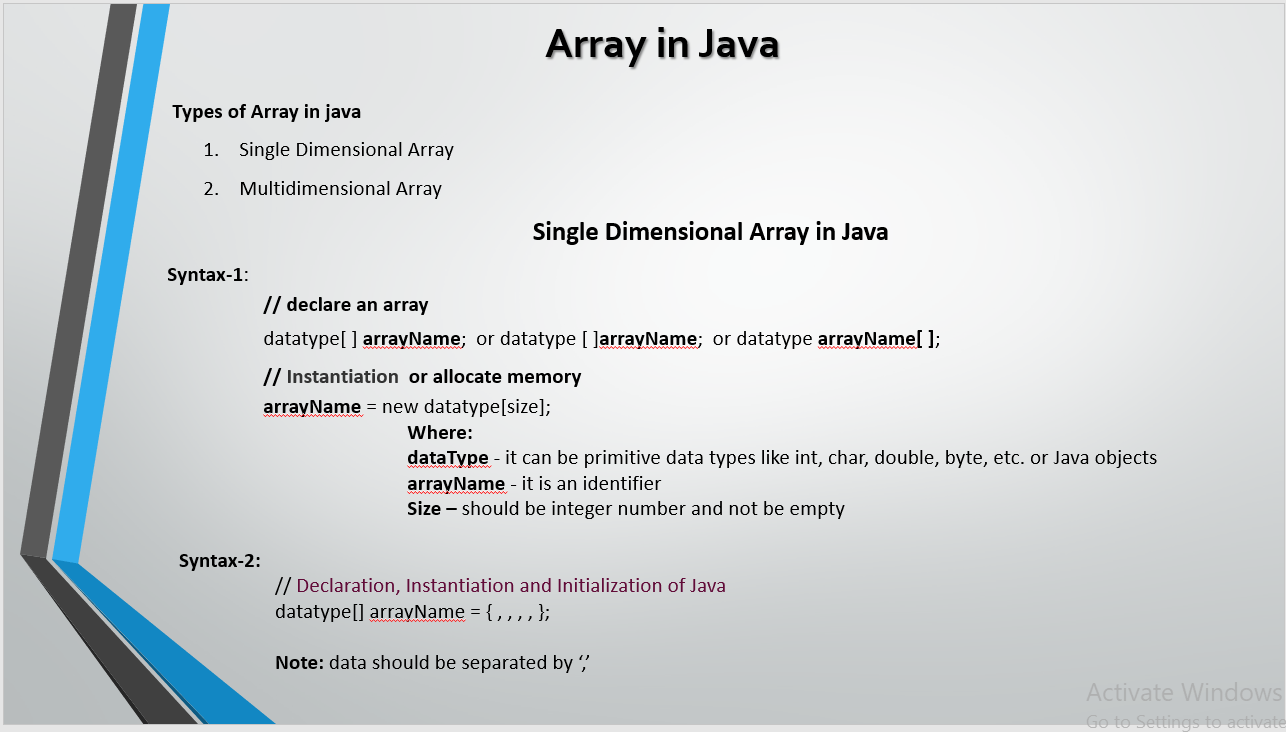 Array in Java
Types of Array in java
1. Single Dimensional Array
2. Multidimensional Array
Single Dimensional Array in Java
Syntax-1:
// declare an array
datatype[ ] arrayName;  or datatype [ ]arrayName;  or datatype arrayName[ ];
// Instantiation  or allocate memory
arrayName = new datatype[size];
Where:
dataType - it can be primitive data types like int, char, double, byte, etc. or Java objects
arrayName - it is an identifier
Size – should be integer number and not be empty
Syntax-2:
// Declaration, Instantiation and Initialization of Java
datatype[] arrayName = { , , , , };
Note: data should be separated by ‘,’
Activate Windows
Go to Settings to activate